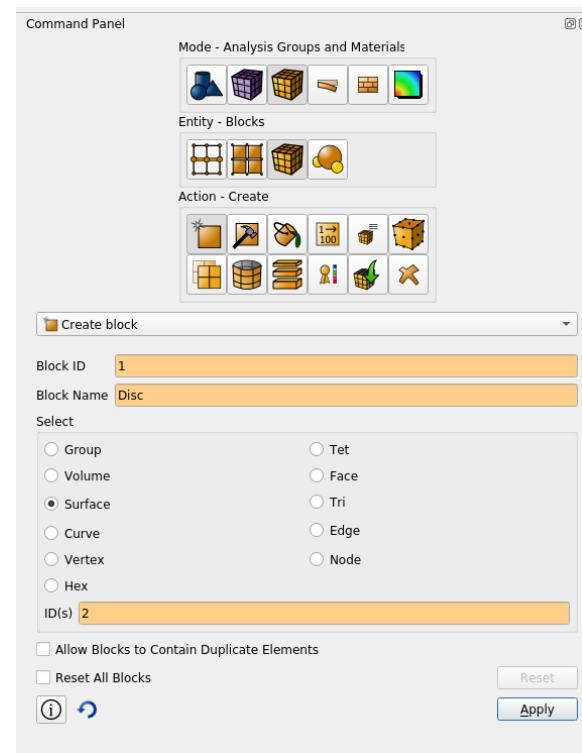 Command Panel
Mode - Analysis Groups and Materials
Entity - Blocks
Action - Create
1→
100
Create block
Block ID 1
Block Name Disc
Select
Group Tet
Volume Face
Surface Tri
Curve Edge
Vertex Node
Hex
ID(s) 2
Allow Blocks to Contain Duplicate Elements
Reset All Blocks Reset
Apply